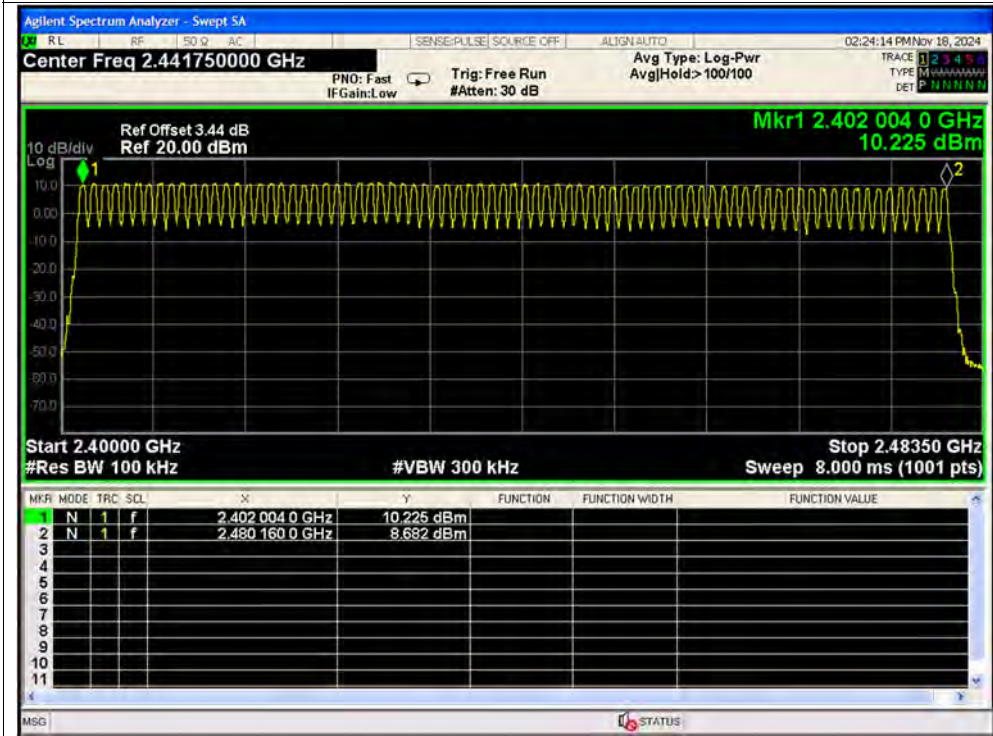 Agilent Spectrum Analyzer - Swept SA
RL RF 50 Ω AC SENSE:PULSE SOURCE OFF ALIGN AUTO 02:24:14 PM Nov 18, 2024
Center Freq 2.441750000 GHz
PNO: Fast
IFGain:Low
Trig: Free Run
#Atten: 30 dB
Avg Type: Log-Pwr
Avg|Hold:>100/100
TRACE 1 2 3 4 5 6
TYPE M
DET P N N N N N
Mkr1 2.402 004 0 GHz
10.225 dBm
Ref Offset 3.44 dB
10 dB/div Ref 20.00 dBm
Log
1
2
10.0
0.00
-10.0
-20.0
-30.0
-40.0
-50.0
-60.0
-70.0
Start 2.40000 GHz Stop 2.48350 GHz
#Res BW 100 kHz #VBW 300 kHz Sweep 8.000 ms (1001 pts)
MKR MODE TRC SCL X Y FUNCTION FUNCTION WIDTH FUNCTION VALUE
1 N 1 f 2.402 004 0 GHz 10.225 dBm
2 N 1 f 2.480 160 0 GHz 8.682 dBm
3
4
5
6
7
8
9
10
11
MSG STATUS